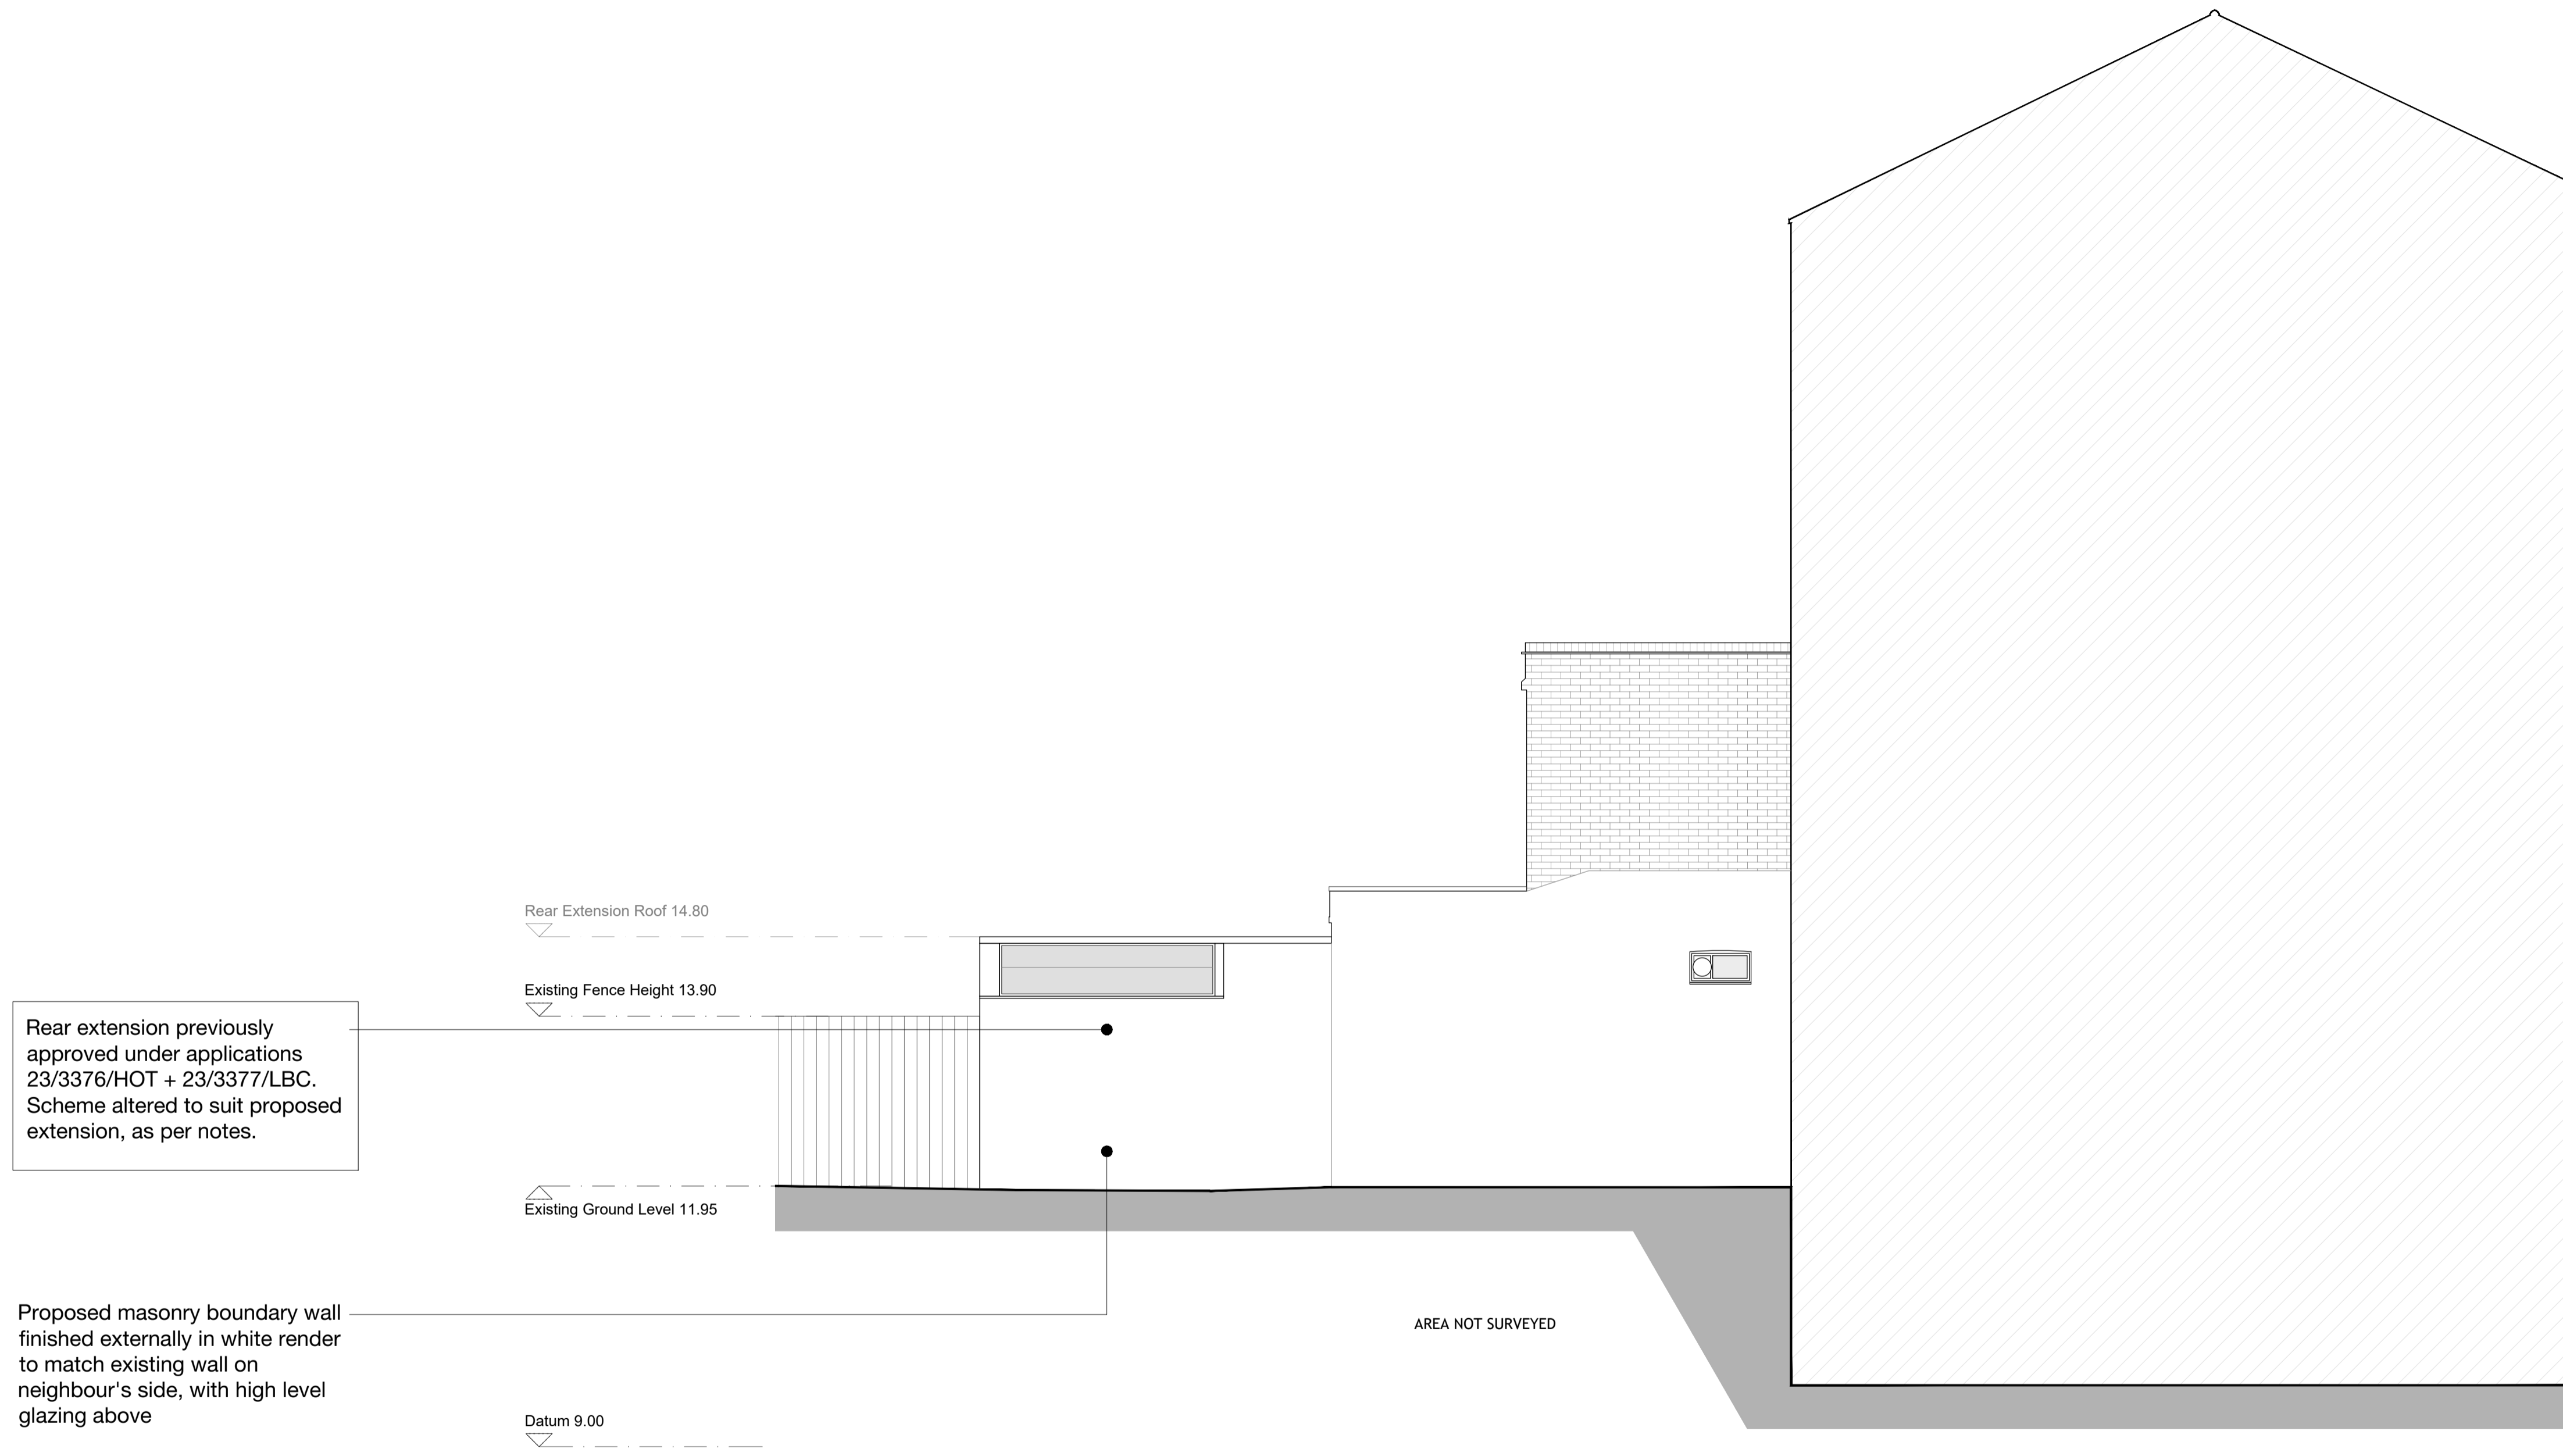 Rear Extension Roof 14.80
Existing Fence Height 13.90
Rear extension previously
approved under applications
23/3376/HOT + 23/3377/LBC.
Scheme altered to suit proposed
extension, as per notes.
Existing Ground Level 11.95
Proposed masonry boundary wall
finished externally in white render
to match existing wall on
neighbour's side, with high level
glazing above
AREA NOT SURVEYED
Datum 9.00